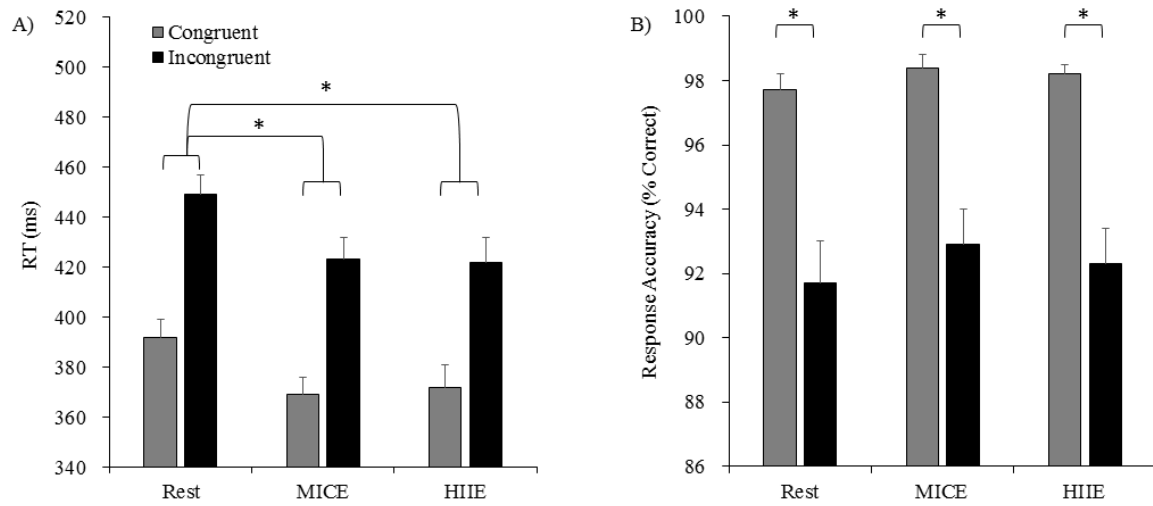 A)
RT (ms)
520
500
480
460
440
420
400
380
360
340
Congruent
Incongruent
*
*
Rest MICE HIIE
B)
Response Accuracy (% Correct)
100
98
96
94
92
90
88
86
* * *
Rest MICE HIIE